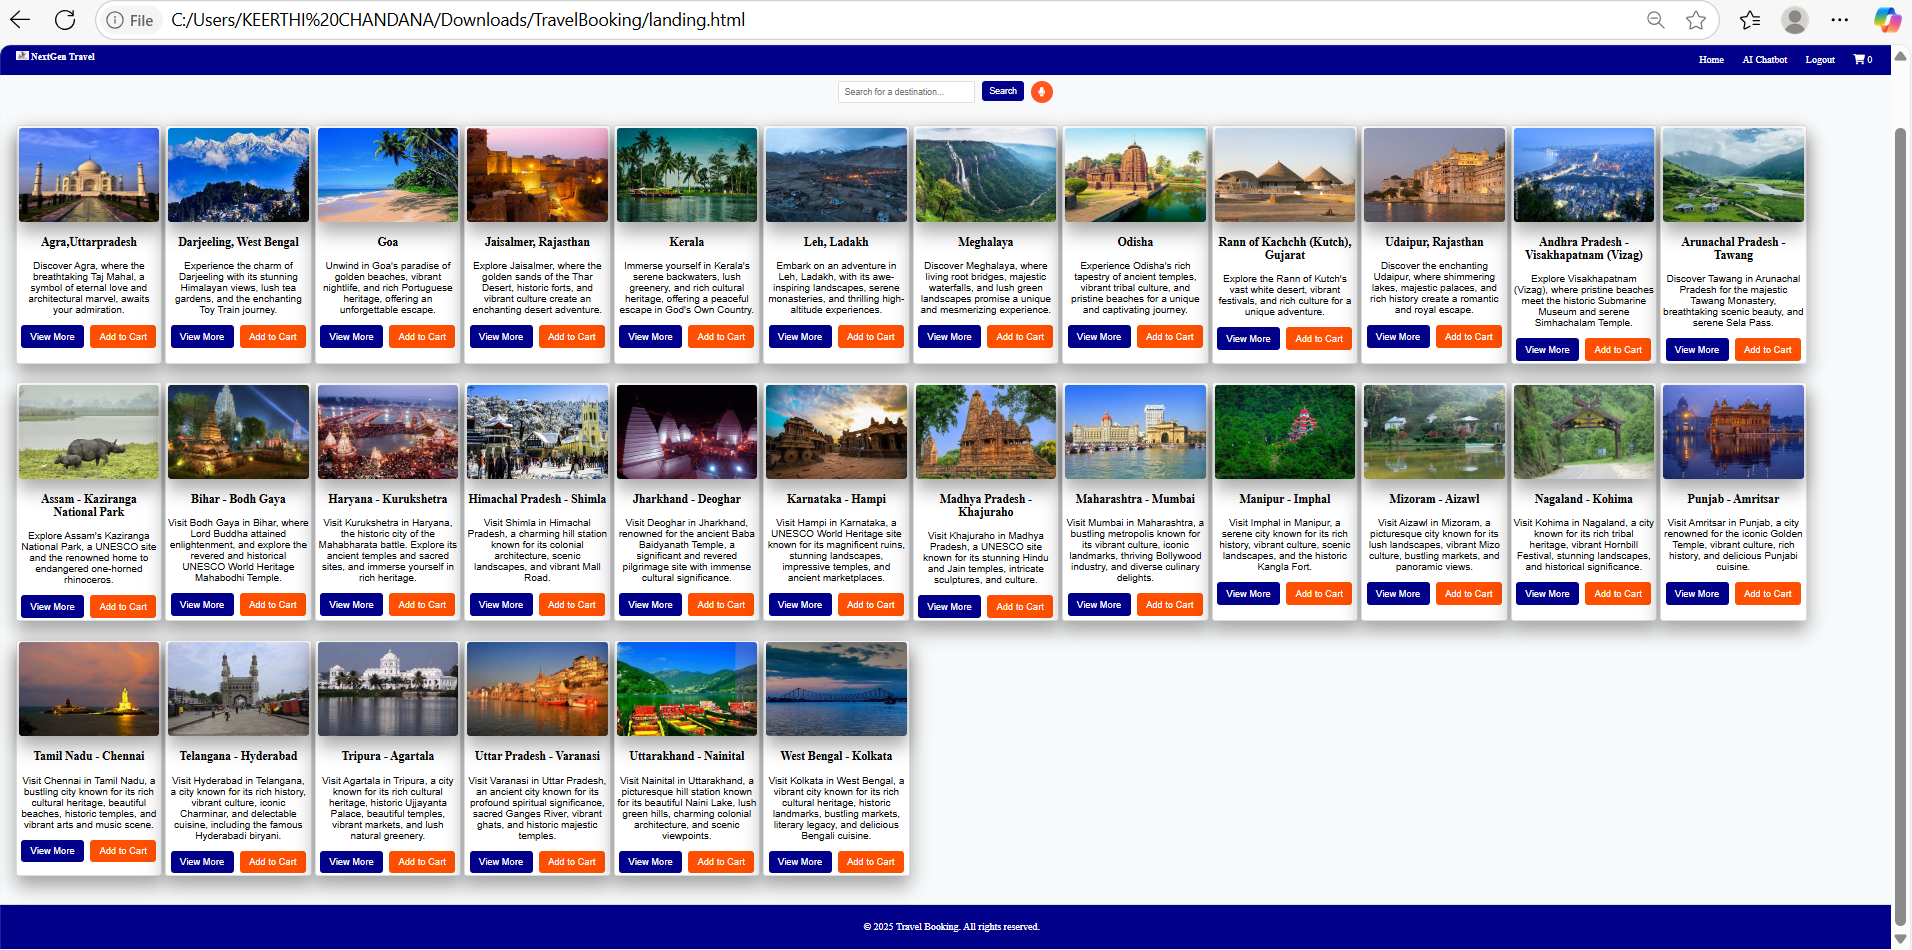 File C:/Users/KEERTHI%20CHANDANA/Downloads/TravelBooking/landing.html
NextGen Travel
Home AI Chatbot Logout 0
Search for a destination... Search
Agra,Uttarpradesh
Discover Agra, where the
breathtaking Taj Mahal, a
symbol of eternal love and
architectural marvel, awaits
your admiration.
View More Add to Cart
Darjeeling, West Bengal
Experience the charm of
Darjeeling with its stunning
Himalayan views, lush tea
gardens, and the enchanting
Toy Train journey.
View More Add to Cart
Goa
Unwind in Goa's paradise of
golden beaches, vibrant
nightlife, and rich Portuguese
heritage, offering an
unforgettable escape.
View More Add to Cart
Jaisalmer, Rajasthan
Explore Jaisalmer, where the
golden sands of the Thar
Desert, historic forts, and
vibrant culture create an
enchanting desert adventure.
View More Add to Cart
Kerala
Immerse yourself in Kerala's
serene backwaters, lush
greenery, and rich cultural
heritage, offering a peaceful
escape in God's Own Country.
View More Add to Cart
Leh, Ladakh
Embark on an adventure in
Leh, Ladakh, with its awe-
inspiring landscapes, serene
monasteries, and thrilling high-
altitude experiences.
View More Add to Cart
Meghalaya
Discover Meghalaya, where
living root bridges, majestic
waterfalls, and lush green
landscapes promise a unique
and mesmerizing experience.
View More Add to Cart
Odisha
Experience Odisha's rich
tapestry of ancient temples,
vibrant tribal culture, and
pristine beaches for a unique
and captivating journey.
View More Add to Cart
Rann of Kachchh (Kutch),
Gujarat
Explore the Rann of Kutch's
vast white desert, vibrant
festivals, and rich culture for a
unique adventure.
View More Add to Cart
Udaipur, Rajasthan
Discover the enchanting
Udaipur, where shimmering
lakes, majestic palaces, and
rich history create a romantic
and royal escape.
View More Add to Cart
Andhra Pradesh -
Visakhapatnam (Vizag)
Explore Visakhapatnam
(Vizag), where pristine beaches
meet the historic Submarine
Museum and serene
Simhachalam Temple.
View More Add to Cart
Arunachal Pradesh -
Tawang
Discover Tawang in Arunachal
Pradesh for the majestic
Tawang Monastery,
breathtaking scenic beauty, and
serene Sela Pass.
View More Add to Cart
Assam - Kaziranga
National Park
Explore Assam's Kaziranga
National Park, a UNESCO site
and the renowned home to
endangered one-horned
rhinoceros.
View More Add to Cart
Bihar - Bodh Gaya
Visit Bodh Gaya in Bihar, where
Lord Buddha attained
enlightenment, and explore the
revered and historical
UNESCO World Heritage
Mahabodhi Temple.
View More Add to Cart
Haryana - Kurukshetra
Visit Kurukshetra in Haryana,
the historic city of the
Mahabharata battle. Explore its
ancient temples and sacred
sites, and immerse yourself in
rich heritage.
View More Add to Cart
Himachal Pradesh - Shimla
Visit Shimla in Himachal
Pradesh, a charming hill station
known for its colonial
architecture, scenic
landscapes, and vibrant Mall
Road.
View More Add to Cart
Jharkhand - Deoghar
Visit Deoghar in Jharkhand,
renowned for the ancient Baba
Baidyanath Temple, a
significant and revered
pilgrimage site with immense
cultural significance.
View More Add to Cart
Karnataka - Hampi
Visit Hampi in Karnataka, a
UNESCO World Heritage site
known for its magnificent ruins,
impressive temples, and
stunning landscapes, and
ancient marketplaces.
View More Add to Cart
Madhya Pradesh -
Khajuraho
Visit Khajuraho in Madhya
Pradesh, a UNESCO site
known for its stunning Hindu
and Jain temples, intricate
sculptures, and culture.
View More Add to Cart
Maharashtra - Mumbai
Visit Mumbai in Maharashtra, a
bustling metropolis known for
its vibrant culture, iconic
landmarks, thriving Bollywood
industry, and diverse culinary
delights.
View More Add to Cart
Manipur - Imphal
Visit Imphal in Manipur, a
serene city known for its rich
history, vibrant culture, scenic
landscapes, and the historic
Kangla Fort.
View More Add to Cart
Mizoram - Aizawl
Visit Aizawl in Mizoram, a
picturesque city known for its
lush landscapes, vibrant Mizo
culture, bustling markets, and
panoramic views.
View More Add to Cart
Nagaland - Kohima
Visit Kohima in Nagaland, a city
known for its rich tribal
heritage, vibrant Hornbill
Festival, stunning landscapes,
and historical significance.
View More Add to Cart
Punjab - Amritsar
Visit Amritsar in Punjab, a city
renowned for the iconic Golden
Temple, vibrant culture, rich
history, and delicious Punjabi
cuisine.
View More Add to Cart
Tamil Nadu - Chennai
Visit Chennai in Tamil Nadu, a
bustling city known for its rich
cultural heritage, beautiful
beaches, historic temples, and
vibrant arts and music scene.
View More Add to Cart
Telangana - Hyderabad
Visit Hyderabad in Telangana,
a city known for its rich history,
vibrant culture, iconic
Charminar, and delectable
cuisine, including the famous
Hyderabadi biryani.
View More Add to Cart
Tripura - Agartala
Visit Agartala in Tripura, a city
known for its rich cultural
heritage, historic Ujjayanta
Palace, beautiful temples,
vibrant markets, and lush
natural greenery.
View More Add to Cart
Uttar Pradesh - Varanasi
Visit Varanasi in Uttar Pradesh,
an ancient city known for its
profound spiritual significance,
sacred Ganges River, vibrant
ghats, and historic majestic
temples.
View More Add to Cart
Uttarakhand - Nainital
Visit Nainital in Uttarakhand, a
picturesque hill station known
for its beautiful Naini Lake, lush
green hills, charming colonial
architecture, and scenic
viewpoints.
View More Add to Cart
West Bengal - Kolkata
Visit Kolkata in West Bengal, a
vibrant city known for its rich
cultural heritage, historic
landmarks, bustling markets,
literary legacy, and delicious
Bengali cuisine.
View More Add to Cart
© 2025 Travel Booking. All rights reserved.